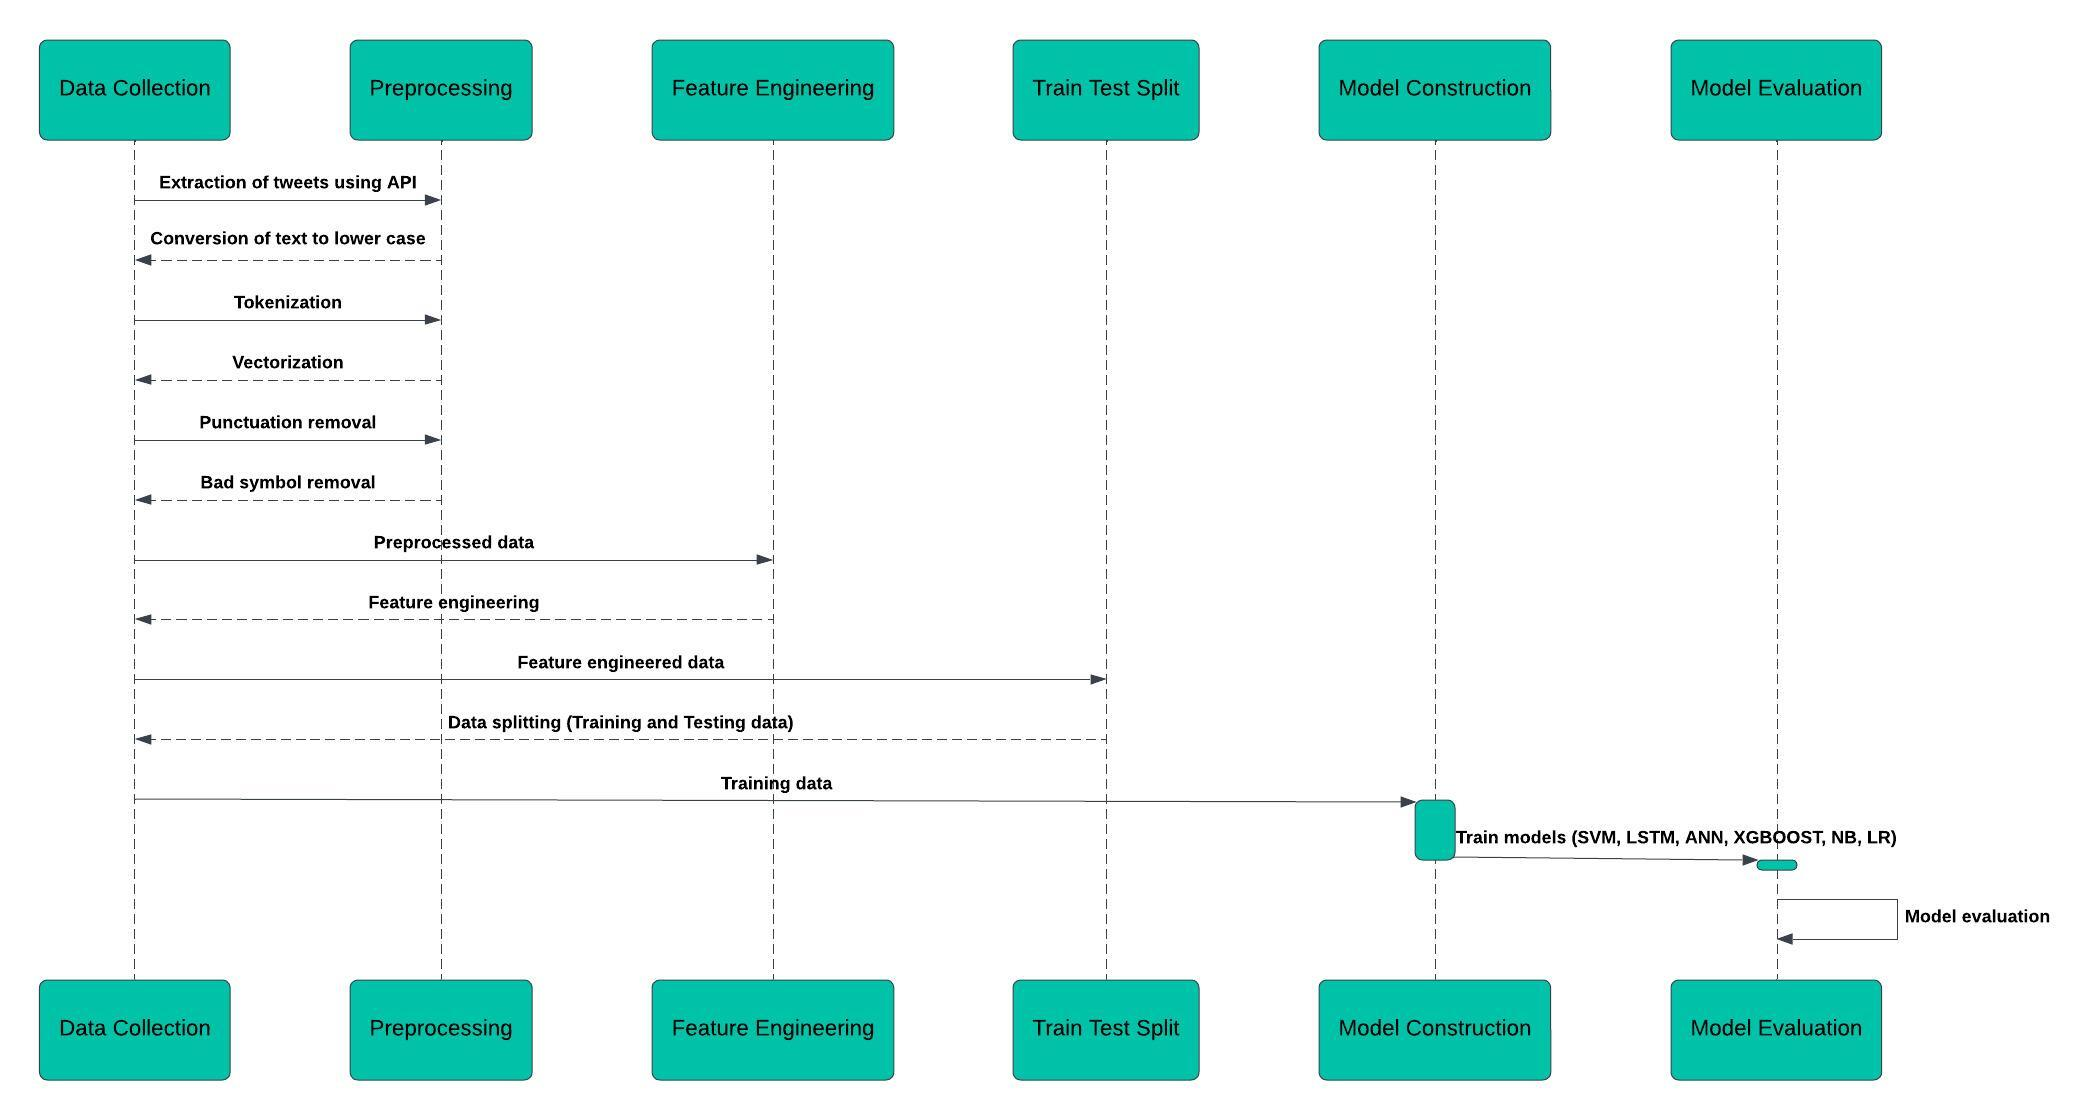 Data Collection
Preprocessing
Feature Engineering
Train Test Split
Model Construction
Model Evaluation
Extraction of tweets using API
Conversion of text to lower case
Tokenization
Vectorization
Punctuation removal
Bad symbol removal
Preprocessed data
Feature engineering
Feature engineered data
Data splitting (Training and Testing data)
Training data
Train models (SVM, LSTM, ANN, XGBOOST, NB, LR)
Model evaluation
Data Collection
Preprocessing
Feature Engineering
Train Test Split
Model Construction
Model Evaluation